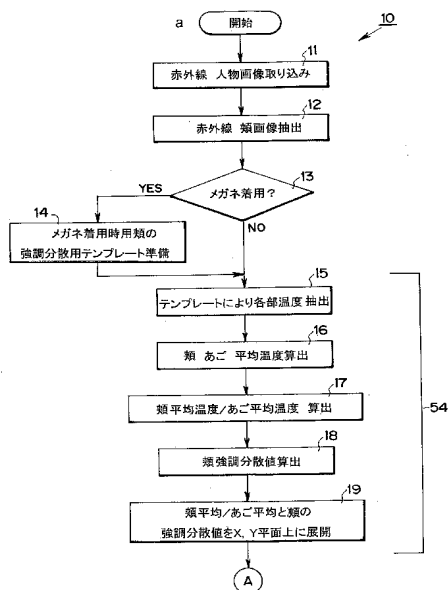 a 開始
10
11
赤外線 人物画像取り込み
12
赤外線 頬画像抽出
13
メガネ着用?
YES
NO
14
メガネ着用時用頬の
強調分散用テンプレート準備
15
テンプレートにより各部温度抽出
16
頬 あご 平均温度算出
17
頬平均温度/あご平均温度 算出
18
頬強調分散値算出
19
頬平均/あご平均と頬の
強調分散値をX, Y平面上に展開
54
A